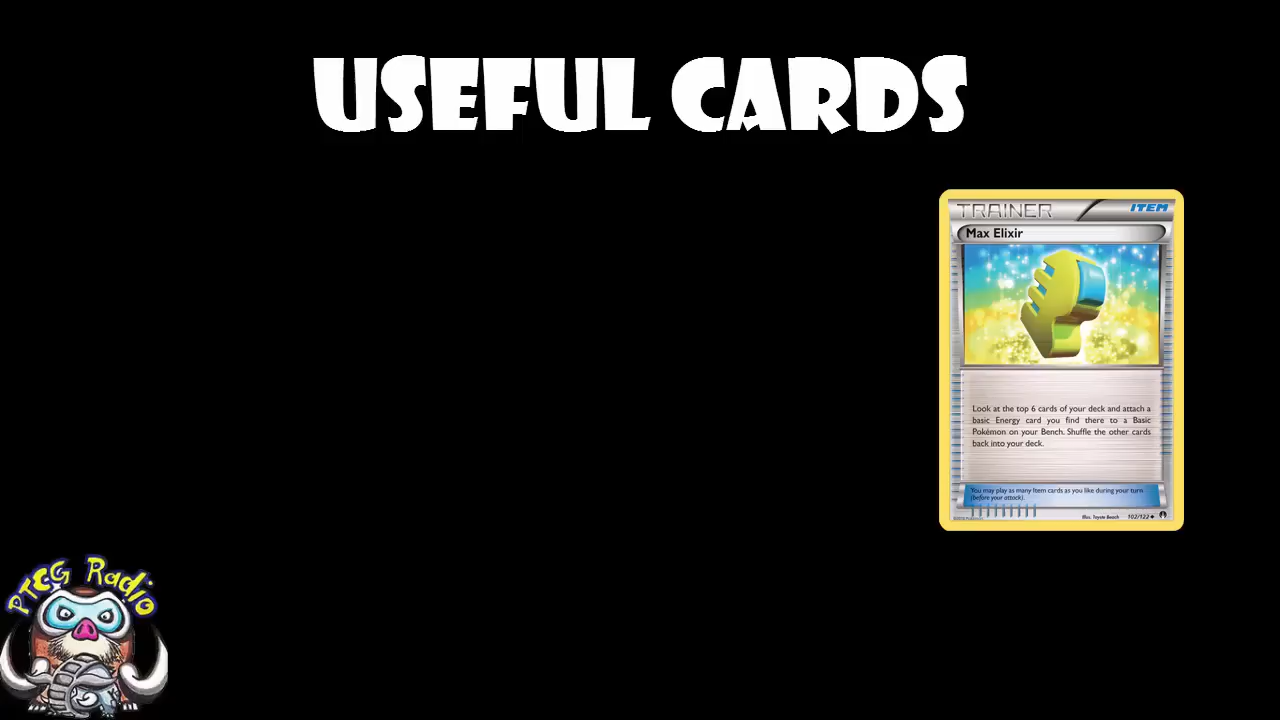 USEFUL CARDS
TRAINER ITEM
Max Elixir
Look at the top 6 cards of your deck and attach a
basic Energy card you find there to a Basic
Pokémon on your Bench. Shuffle the other cards
back into your deck.
You may play as many Item cards as you like during your turn
(before your attack).
Illus. Toyste Beach 102/122
PTCG Radio